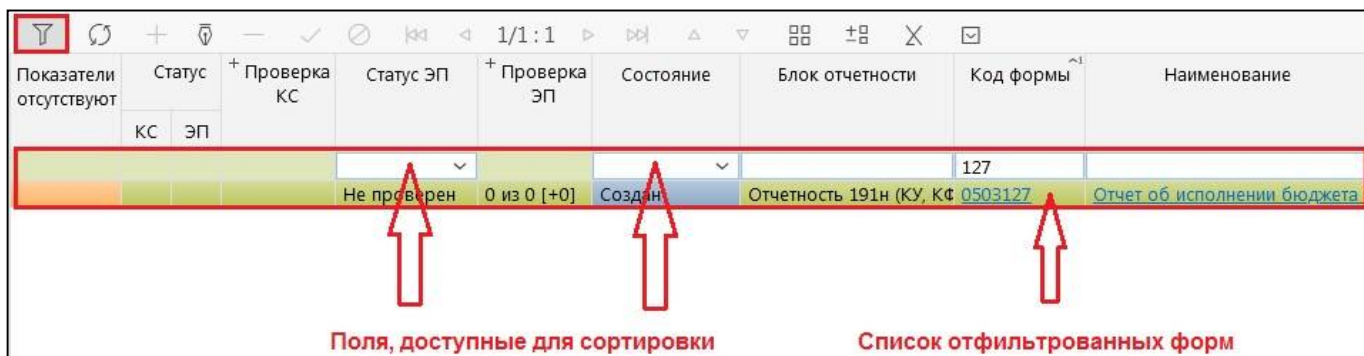 1/1 : 1
Показатели отсутствуют
Статус
+ Проверка КС
Статус ЭП
+ Проверка ЭП
Состояние
Блок отчетности
Код формы ^1
Наименование
КС ЭП
127
Не проверен 0 из 0 [+0] Создан Отчетность 191н (КУ, КФ 0503127 Отчет об исполнении бюджета
Поля, доступные для сортировки Список отфильтрованных форм